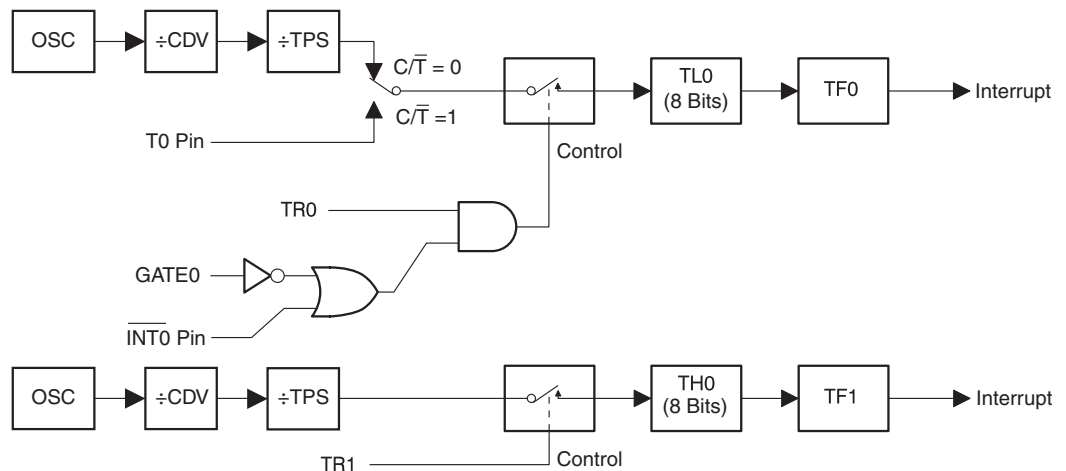 OSC
÷CDV
÷TPS
C/T̅ = 0
C/T̅ =1
T0 Pin
TL0
(8 Bits)
TF0
Interrupt
Control
TR0
GATE0
I̅N̅T̅0̅ Pin
OSC
÷CDV
÷TPS
TH0
(8 Bits)
TF1
Interrupt
TR1
Control